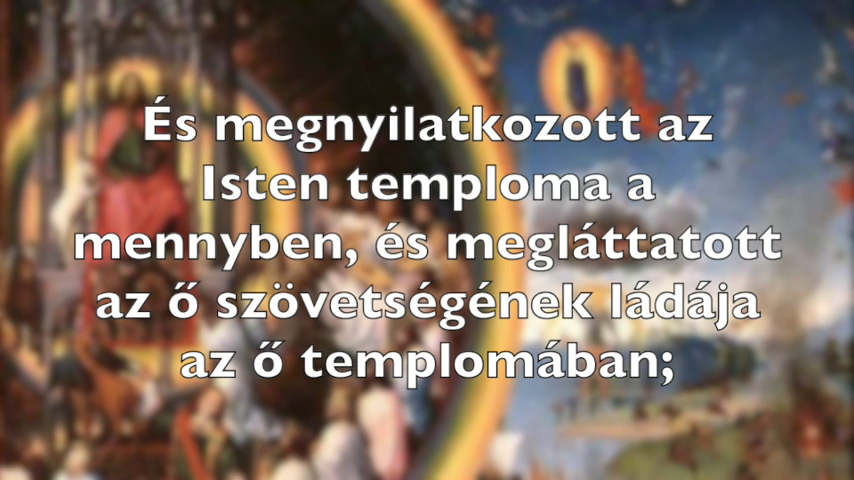 És megnyilatkozott az
Isten temploma a
mennyben, és megláttatott
az ő szövetségének ládája
az ő templomában;